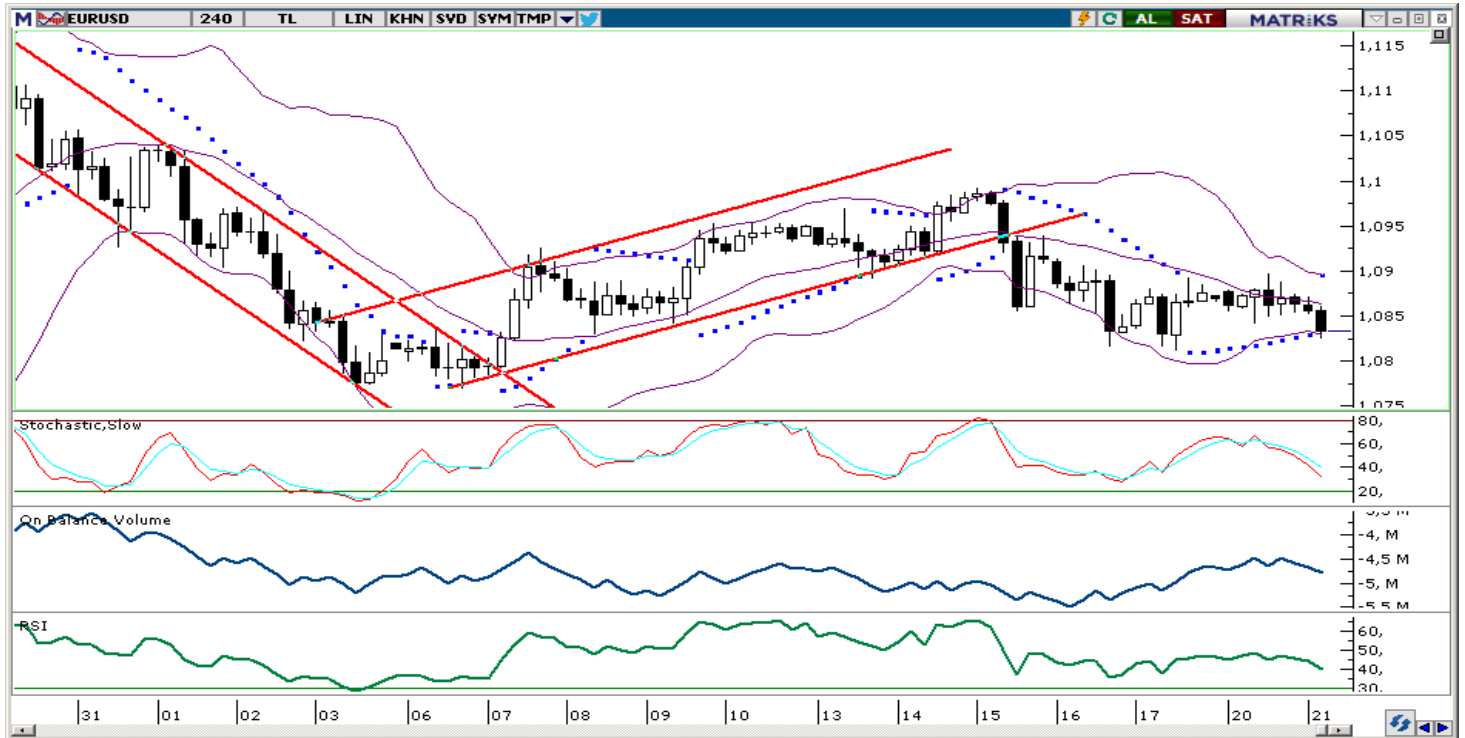 M EURUSD 240 TL LIN KHN SVD SYM TMP C AL SAT MATRiKS
1,115
1,11
1,105
1,1
1,095
1,09
1,085
1,08
1,075
Stochastic,Slow
80,
60,
40,
20,
On Balance Volume
-4, M
-4,5 M
-5, M
-5,5 M
RSI
60,
50,
40,
30,
31 01 02 03 06 07 08 09 10 13 14 15 16 17 20 21